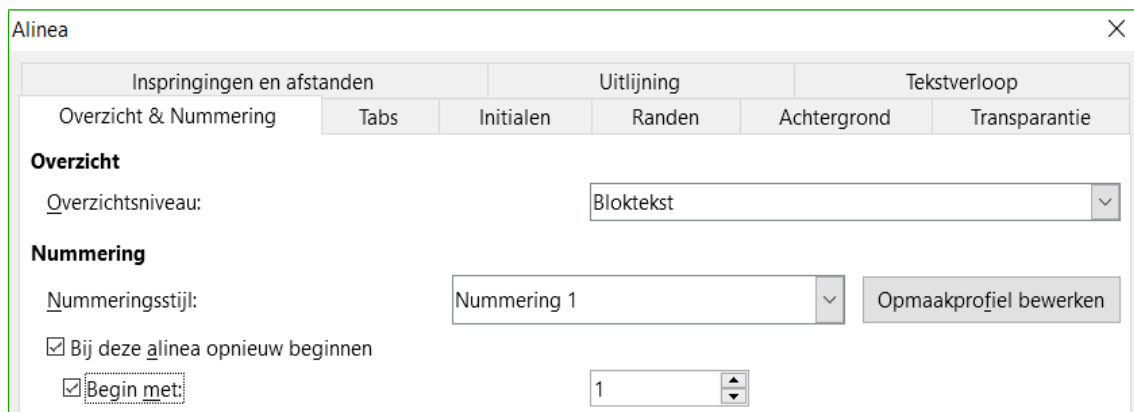 Alinea
Inspringingen en afstanden Uitlijning Tekstverloop
Overzicht & Nummering Tabs Initialen Randen Achtergrond Transparantie
Overzicht
Overzichtsniveau: Bloktekst
Nummering
Nummeringsstijl: Nummering 1 Opmaakprofiel bewerken
Bij deze alinea opnieuw beginnen
Begin met: 1